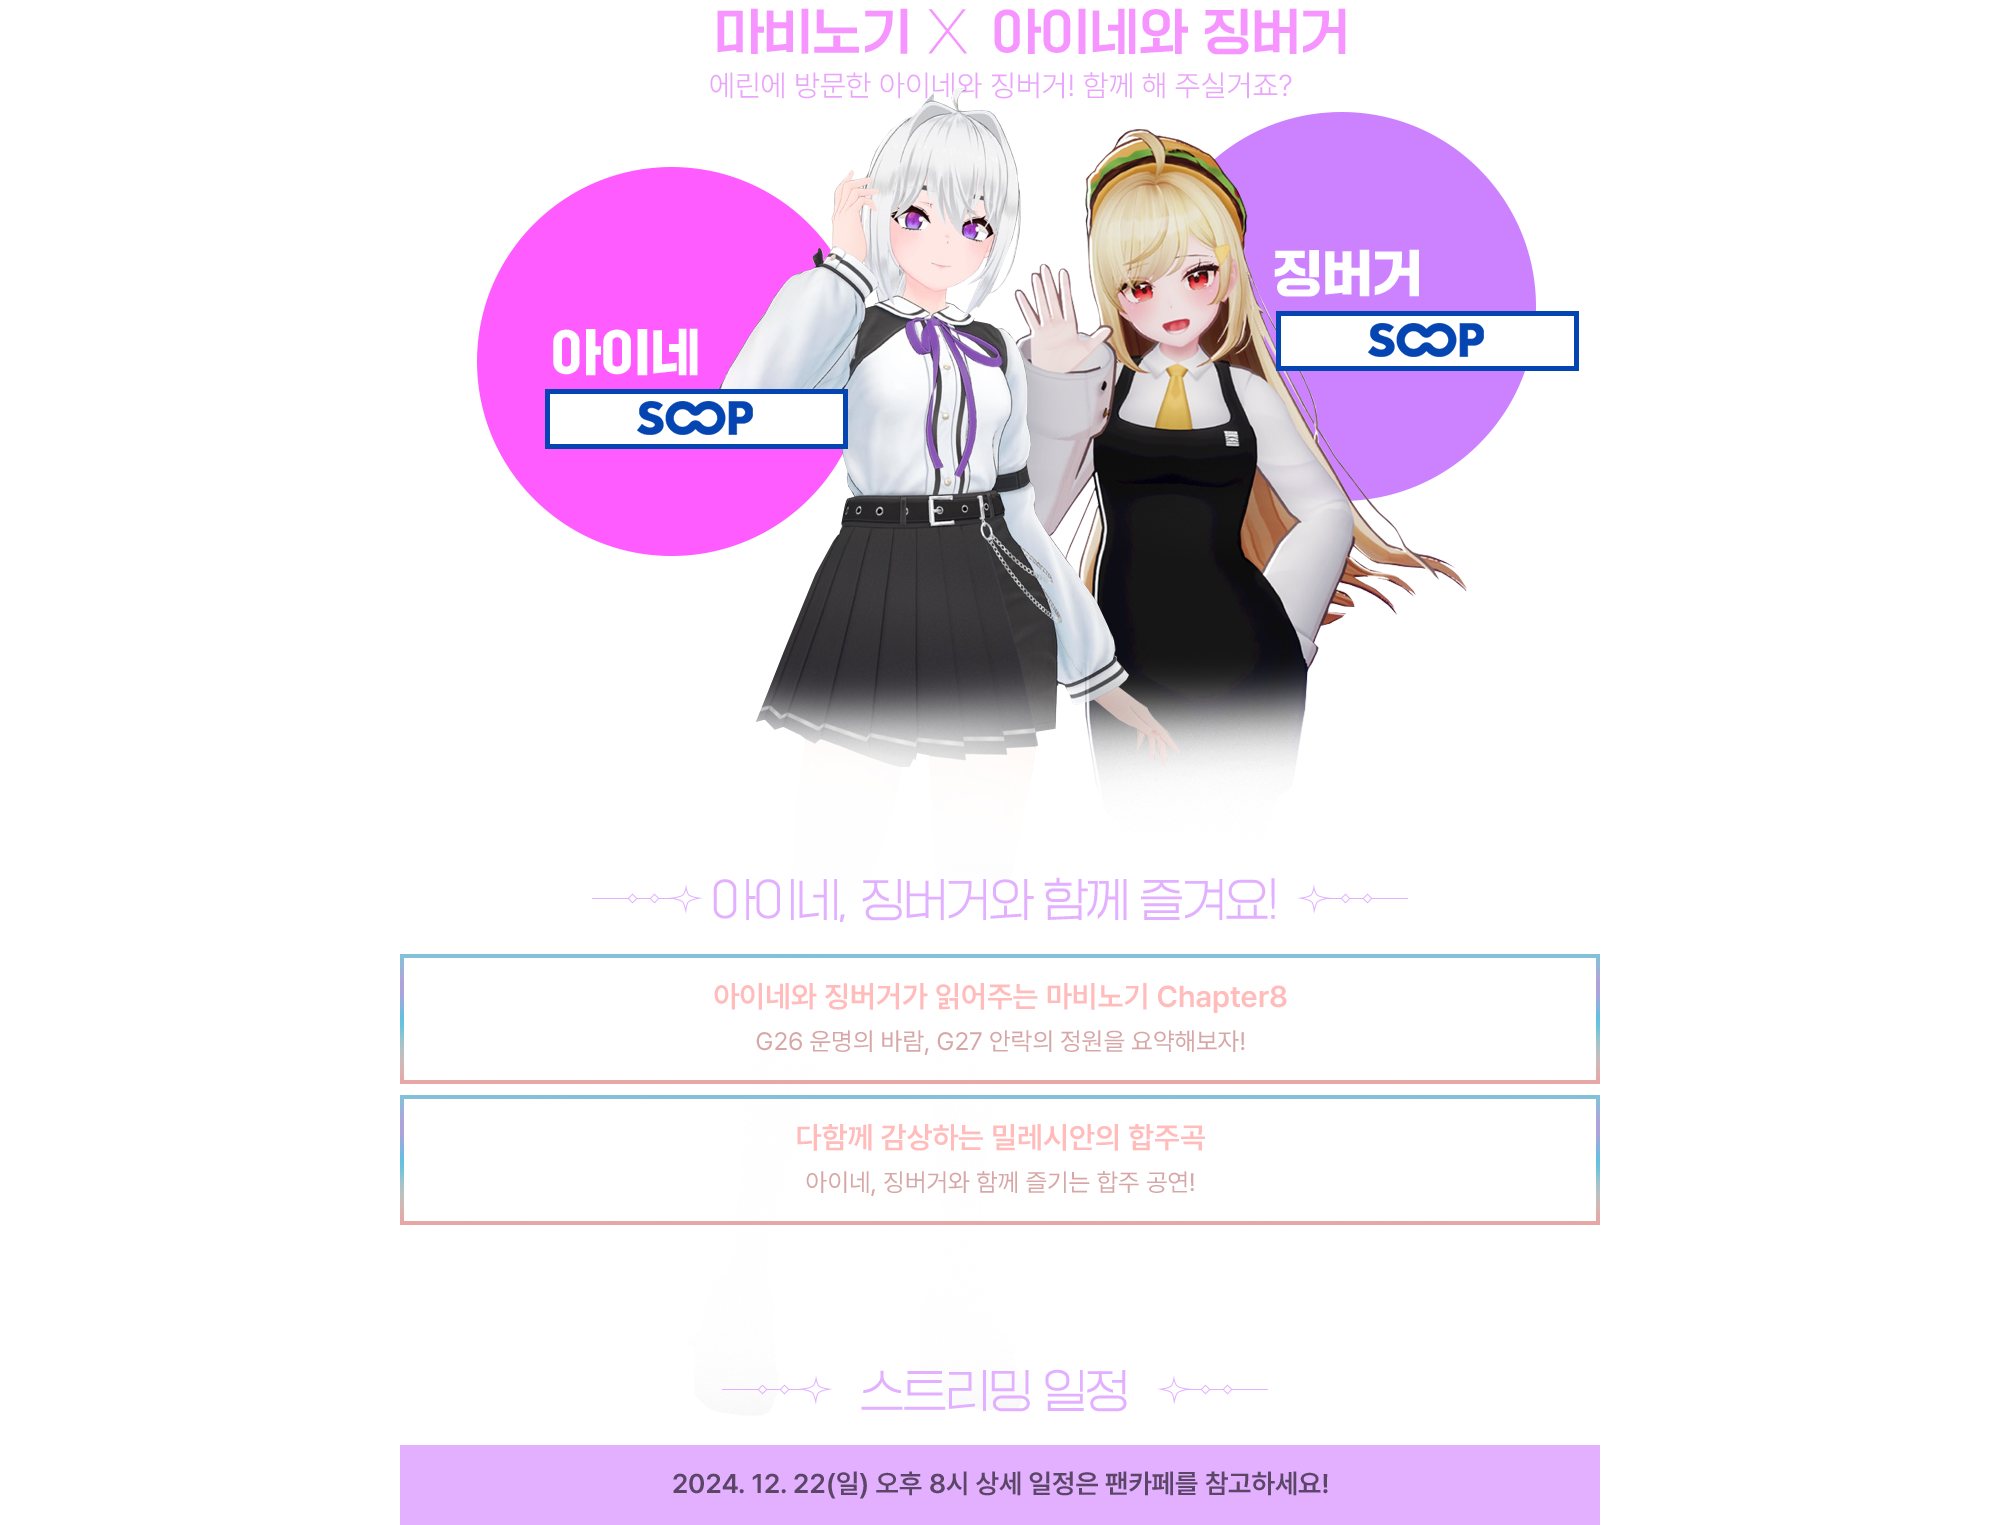 마비노기 X 아이네와 징버거
에린에 방문한 아이네와 징버거! 함께 해 주실거죠?
징버거
SOOP
아이네
SOOP
아이네, 징버거와 함께 즐겨요!
아이네와 징버거가 읽어주는 마비노기 Chapter8
G26 운명의 바람, G27 안락의 정원을 요약해보자!
다함께 감상하는 밀레시안의 합주곡
아이네, 징버거와 함께 즐기는 합주 공연!
스트리밍 일정
2024. 12. 22(일) 오후 8시 상세 일정은 팬카페를 참고하세요!